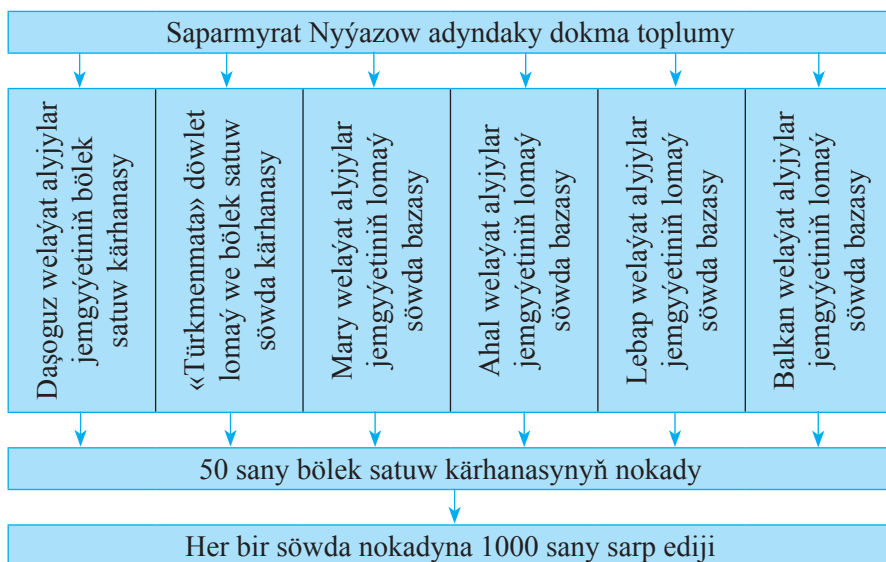 Saparmyrat Nyýazow adyndaky dokma toplumy
Daşoguz welaýat alyjylar
jemgyýetiniň bölek
satuw kärhanasy
«Türkmenmata» döwlet
lomaý we bölek satuw
söwda kärhanasy
Mary welaýat alyjylar
jemgyýetiniň lomaý
söwda bazasy
Ahal welaýat alyjylar
jemgyýetiniň lomaý
söwda bazasy
Lebap welaýat alyjylar
jemgyýetiniň lomaý
söwda bazasy
Balkan welaýat alyjylar
jemgyýetiniň lomaý
söwda bazasy
50 sany bölek satuw kärhanasynyň nokady
Her bir söwda nokadyna 1000 sany sarp ediji